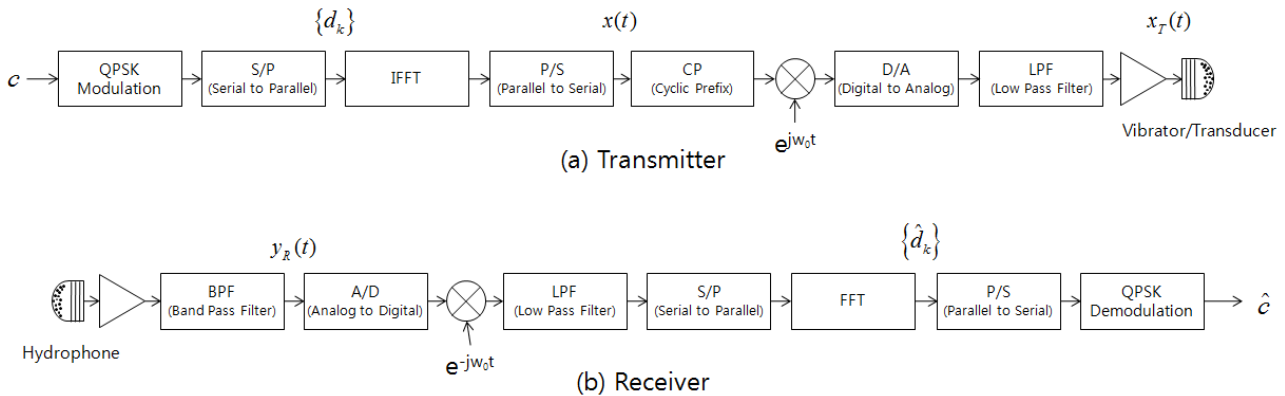 {d_k} x(t) x_T(t)
c
QPSK
Modulation
S/P
(Serial to Parallel)
IFFT
P/S
(Parallel to Serial)
CP
(Cyclic Prefix)
D/A
(Digital to Analog)
LPF
(Low Pass Filter)
e^{jw₀t}
Vibrator/Transducer
(a) Transmitter
y_R(t) {d̂_k}
BPF
(Band Pass Filter)
A/D
(Analog to Digital)
LPF
(Low Pass Filter)
S/P
(Serial to Parallel)
FFT
P/S
(Parallel to Serial)
QPSK
Demodulation
ĉ
Hydrophone
e^{-jw₀t}
(b) Receiver